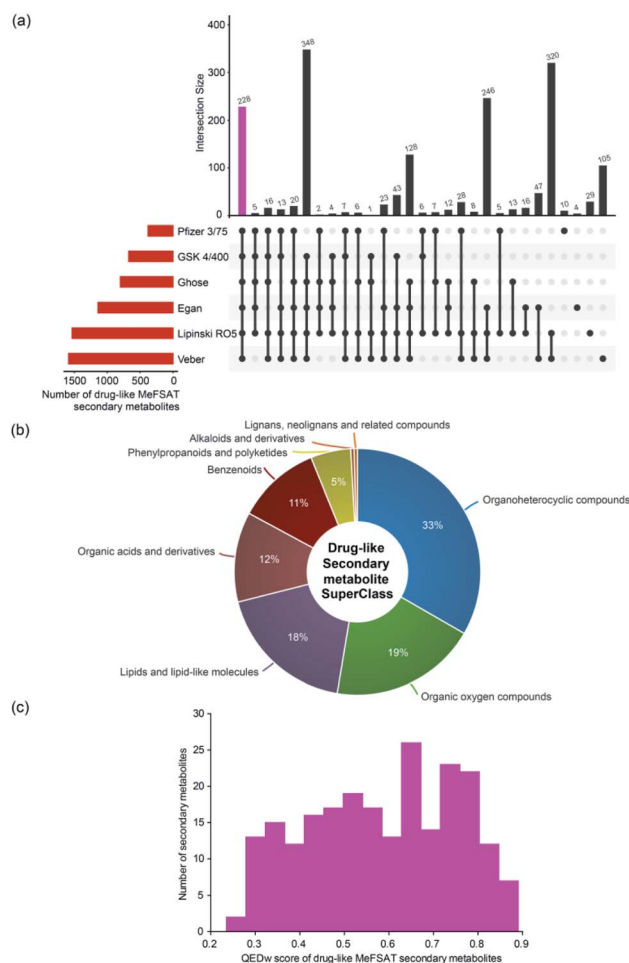 (a)
400
348
320
300
Intersection Size
246
228
200
128
105
100
5
16
13
20
2
4
7
6
1
23
43
6
7
12
28
8
5
13
16
47
10
4
29
0
Pfizer 3/75
GSK 4/400
Ghose
Egan
Lipinski RO5
Veber
1500 1000 500 0
Number of drug-like MeFSAT
secondary metabolites
(b)
Lignans, neolignans and related compounds
Alkaloids and derivatives
Phenylpropanoids and polyketides
Benzenoids
5%
11%
Organoheterocyclic compounds
33%
Organic acids and derivatives
12%
Drug-like
Secondary
metabolite
SuperClass
18%
19%
Lipids and lipid-like molecules
Organic oxygen compounds
(c)
30
25
20
15
10
5
0
Number of secondary metabolites
0.2 0.3 0.4 0.5 0.6 0.7 0.8 0.9
QEDw score of drug-like MeFSAT secondary metabolites